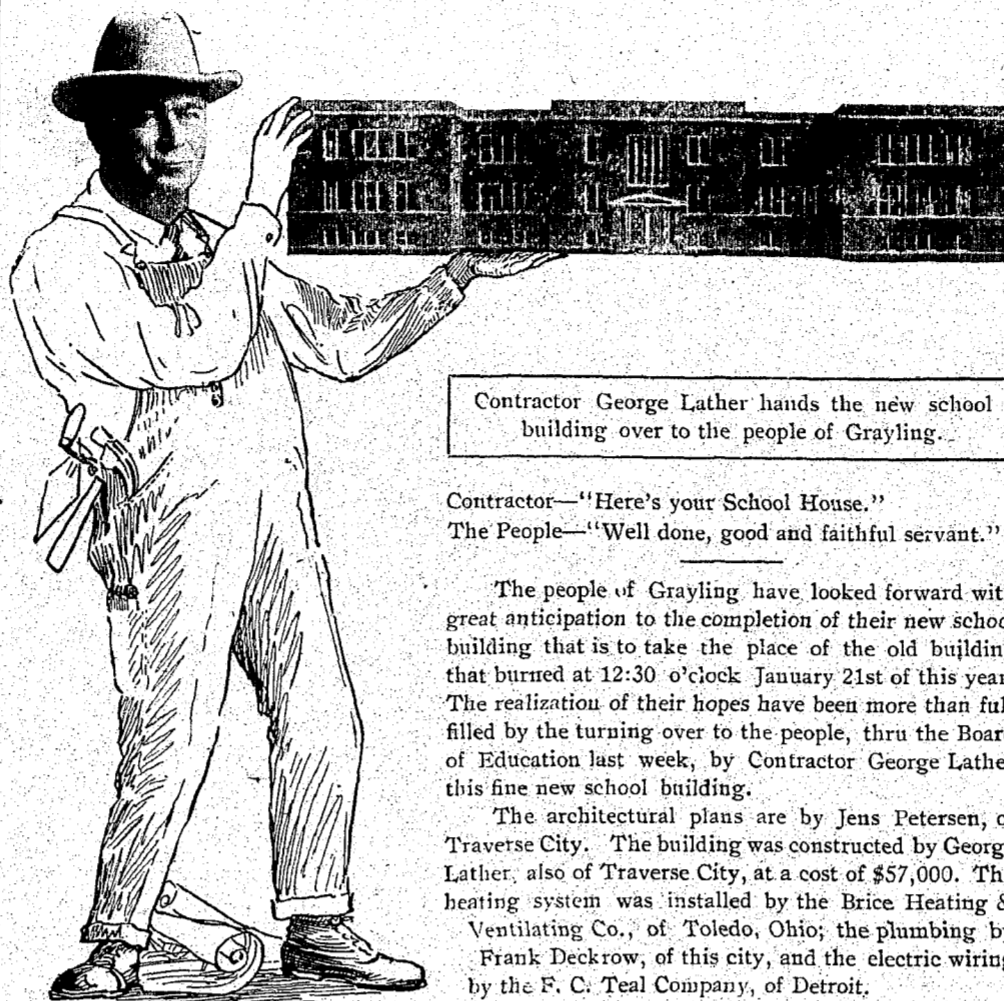 Contractor George Lather hands the new school
building over to the people of Grayling.
Contractor—"Here's your School House."
The People—"Well done, good and faithful servant."
The people of Grayling have looked forward wit
great anticipation to the completion of their new schoo
building that is to take the place of the old buildin
that burned at 12:30 o'clock January 21st of this year
The realization of their hopes have been more than ful
filled by the turning over to the people, thru the Boar
of Education last week, by Contractor George Lathe
this fine new school building.
The architectural plans are by Jens Petersen, o
Traverse City. The building was constructed by Georg
Lather, also of Traverse City, at a cost of $57,000. Th
heating system was installed by the Brice Heating &
Ventilating Co., of Toledo, Ohio; the plumbing b
Frank Deckrow, of this city, and the electric wiring
by the F. C. Teal Company, of Detroit.